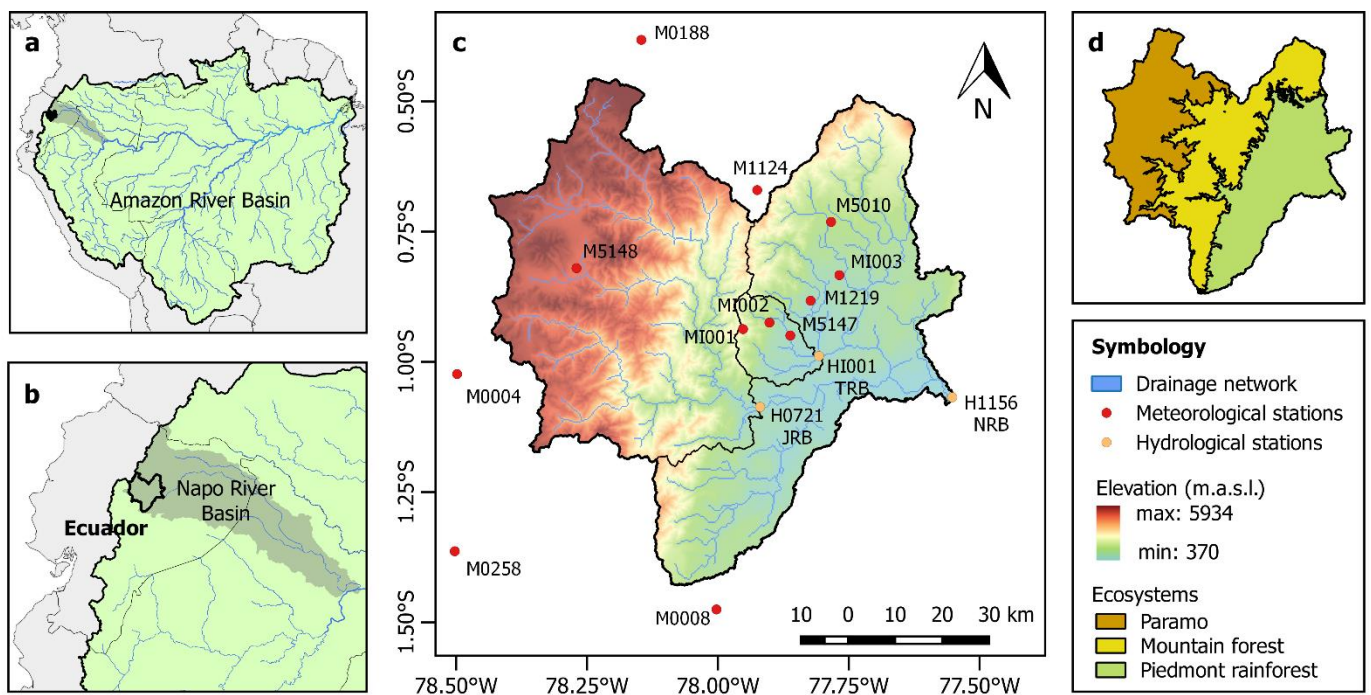 a
Amazon River Basin
b
Napo River
Basin
Ecuador
c
M0188
N
M1124
M5010
M5148
MI003
M1219
MI002
M5147
MI001
HI001
TRB
M0004
H0721
JRB
H1156
NRB
M0258
M0008
10 0 10 20 30 km
0.50°S
0.75°S
1.00°S
1.25°S
1.50°S
78.50°W 78.25°W 78.00°W 77.75°W 77.50°W
d
Symbology
Drainage network
Meteorological stations
Hydrological stations
Elevation (m.a.s.l.)
max: 5934
min: 370
Ecosystems
Paramo
Mountain forest
Piedmont rainforest